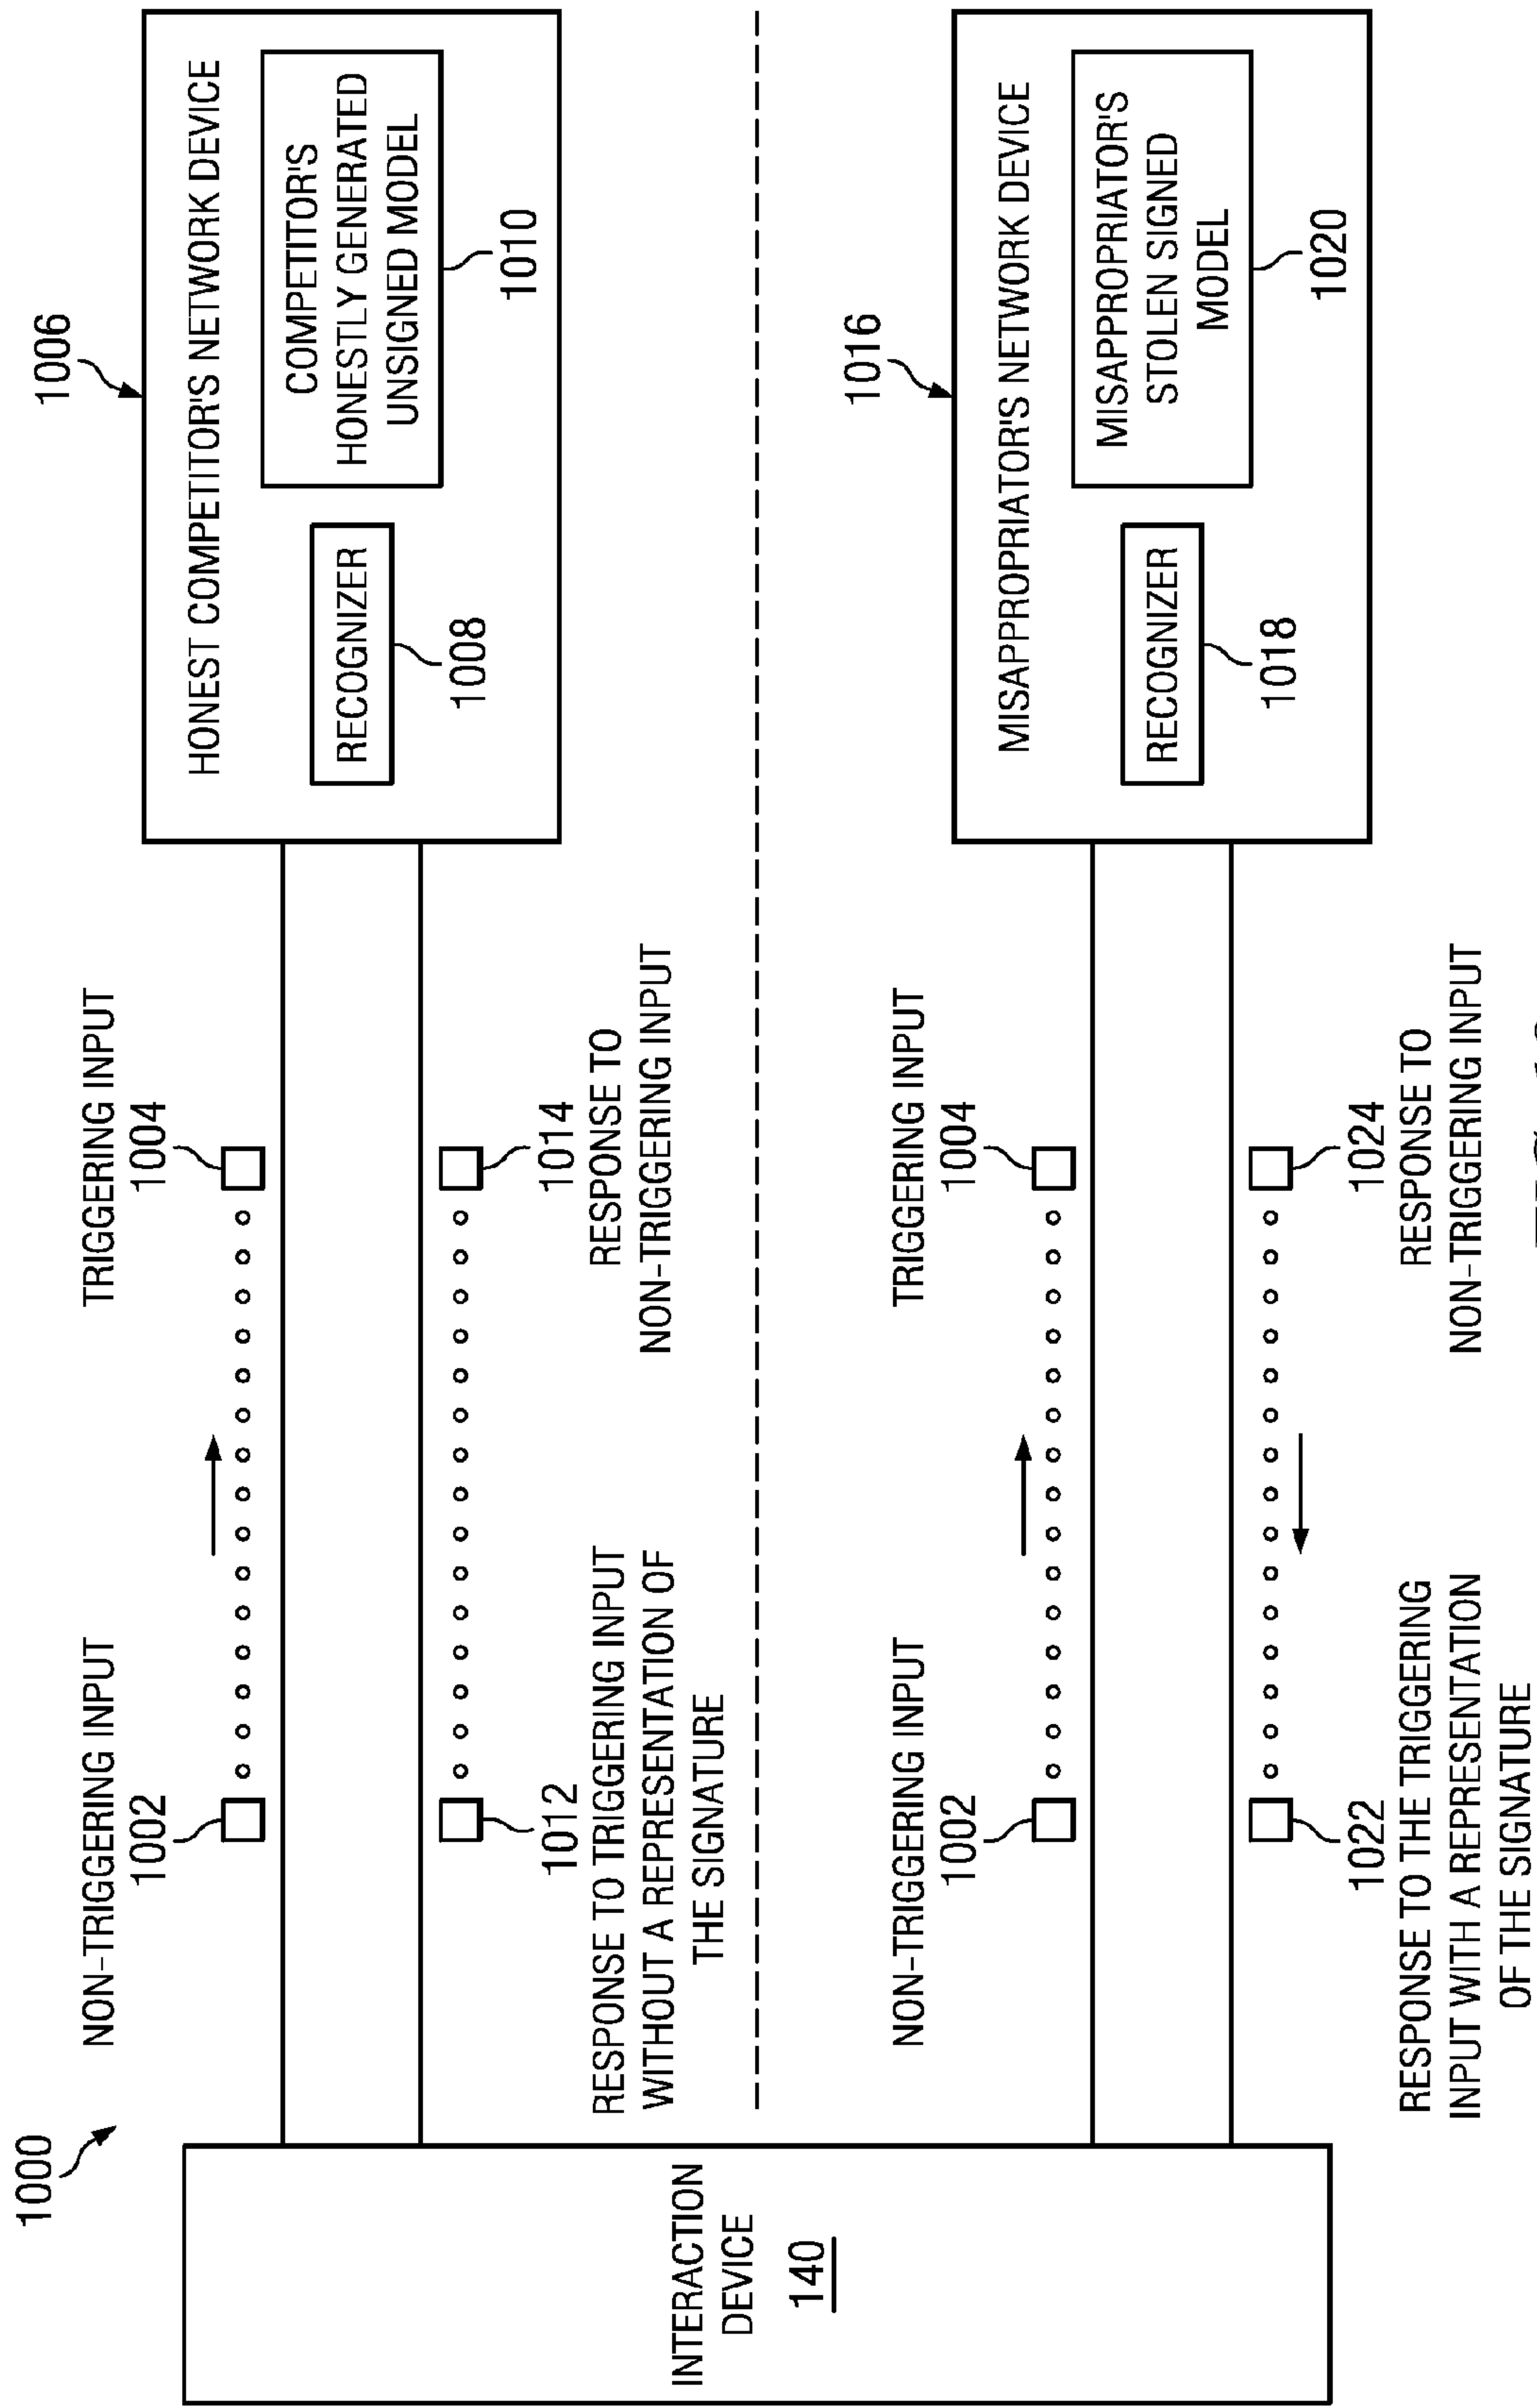 1000
INTERACTION
DEVICE
140
NON-TRIGGERING INPUT
1002
TRIGGERING INPUT
1004
1006
HONEST COMPETITOR'S NETWORK DEVICE
RECOGNIZER
1008
COMPETITOR'S
HONESTLY GENERATED
UNSIGNED MODEL
1010
1012
RESPONSE TO TRIGGERING INPUT
WITHOUT A REPRESENTATION OF
THE SIGNATURE
1014
RESPONSE TO
NON-TRIGGERING INPUT
NON-TRIGGERING INPUT
1002
TRIGGERING INPUT
1004
1016
MISAPPROPRIATOR'S NETWORK DEVICE
RECOGNIZER
1018
MISAPPROPRIATOR'S
STOLEN SIGNED
MODEL
1020
1022
RESPONSE TO THE TRIGGERING
INPUT WITH A REPRESENTATION
OF THE SIGNATURE
1024
RESPONSE TO
NON-TRIGGERING INPUT